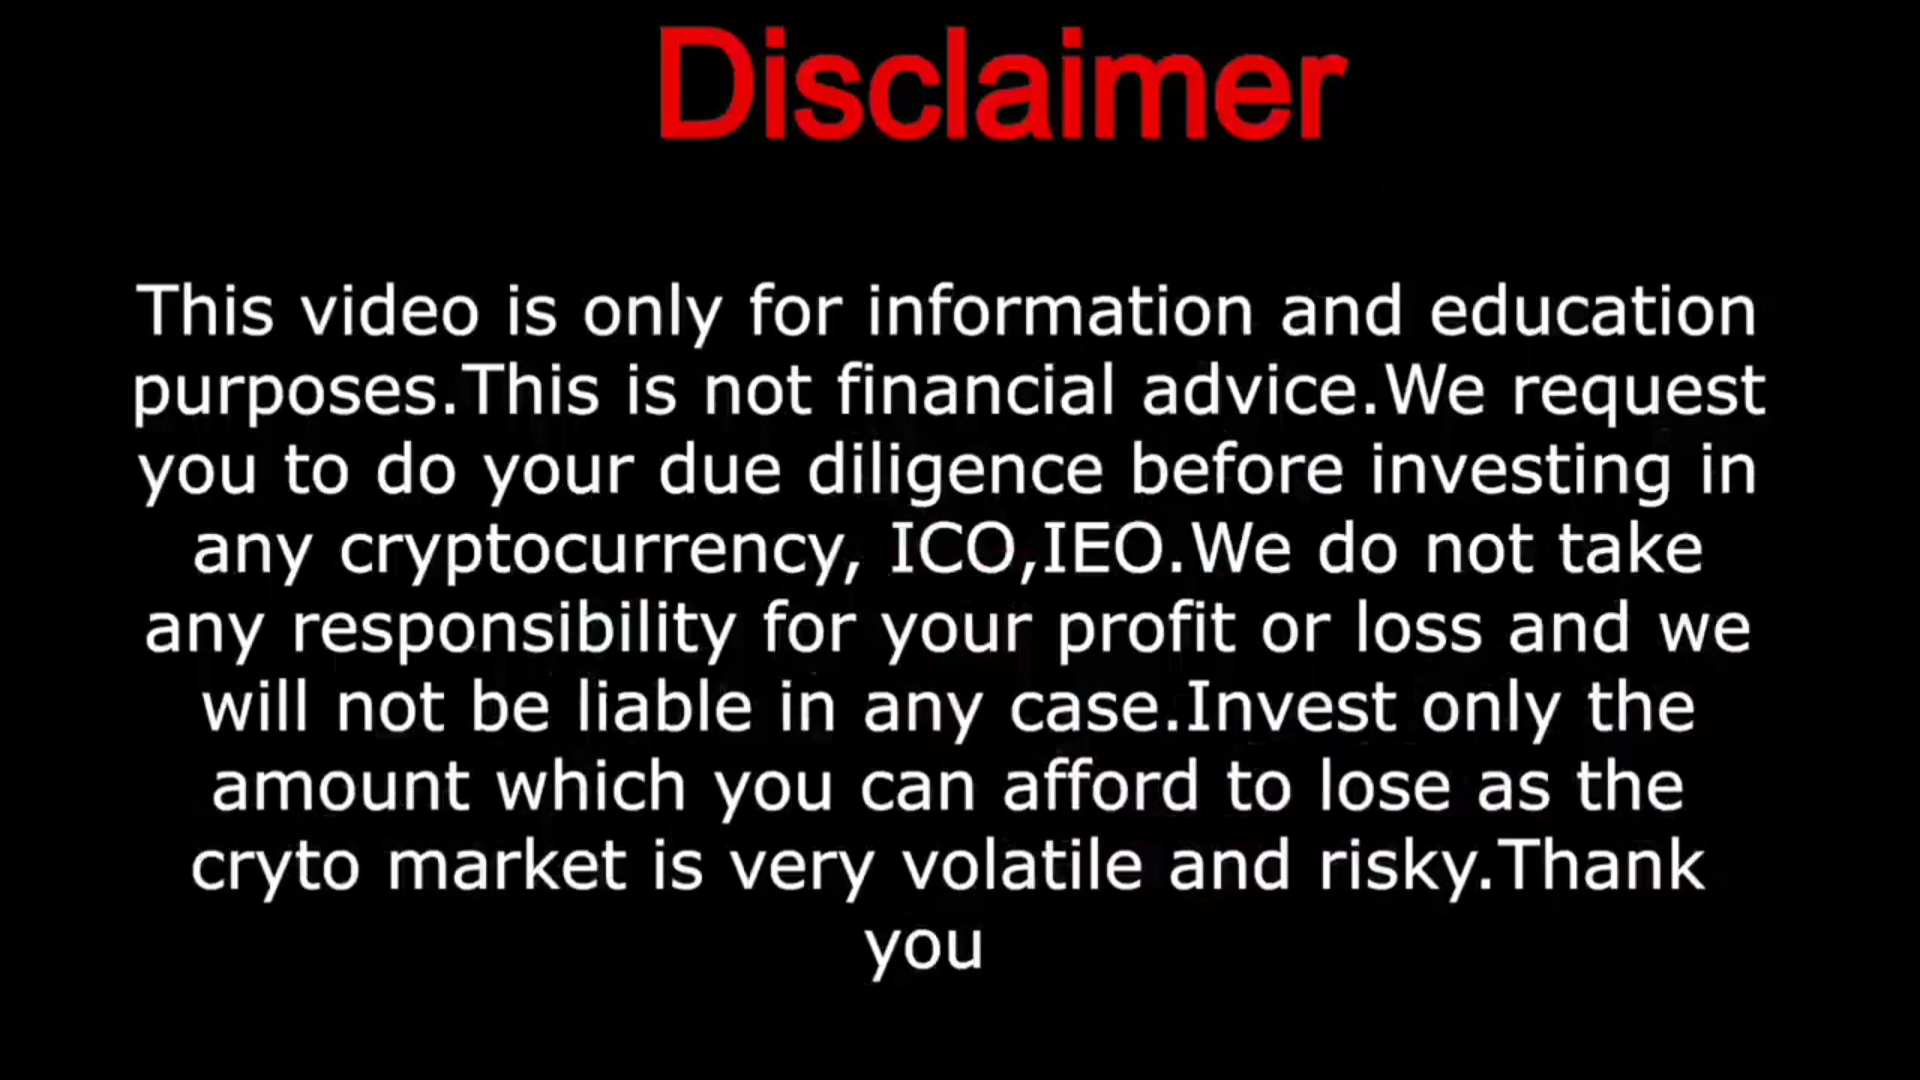 Disclaimer
This video is only for information and education
purposes.This is not financial advice.We request
you to do your due diligence before investing in
any cryptocurrency, ICO,IEO.We do not take
any responsibility for your profit or loss and we
will not be liable in any case.Invest only the
amount which you can afford to lose as the
cryto market is very volatile and risky.Thank
you